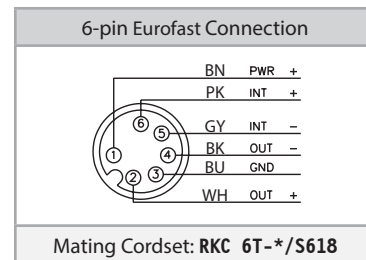 6-pin Eurofast Connection
BN PWR +
PK INT +
GY INT –
BK OUT –
BU GND
WH OUT +
6
5
1
4
2 3
Mating Cordset: RKC 6T-*/S618